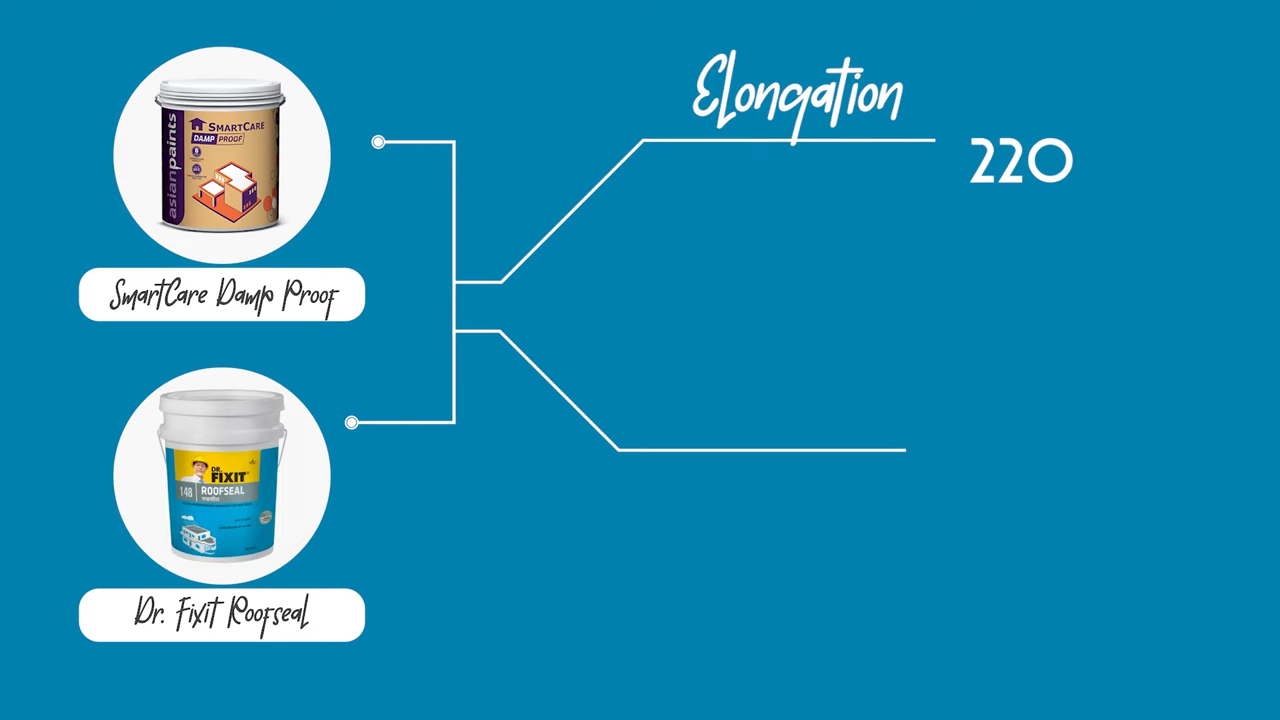 Elongation
220
asianpaints
SMARTCARE
DAMP PROOF
SmartCare Damp Proof
DR.
FIXIT
148 ROOFSEAL
Dr. Fixit Roofseal